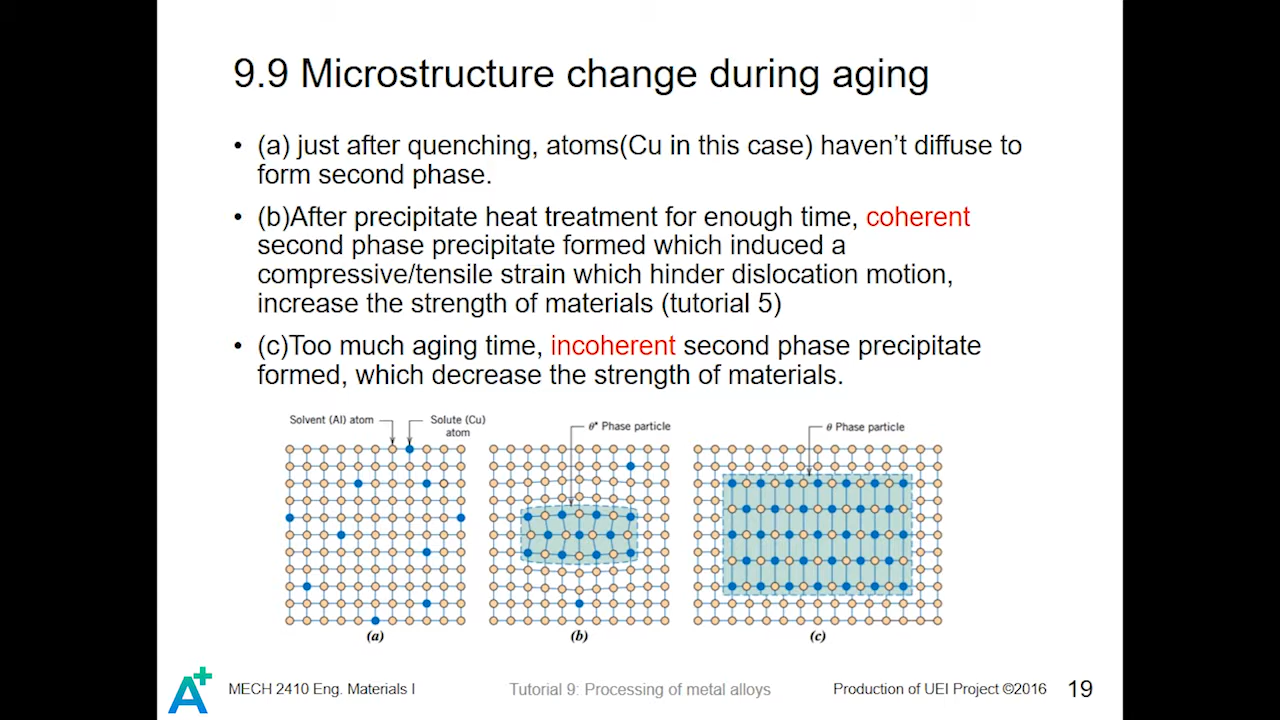 9.9 Microstructure change during aging
• (a) just after quenching, atoms(Cu in this case) haven't diffuse to
form second phase.
• (b)After precipitate heat treatment for enough time, coherent
second phase precipitate formed which induced a
compressive/tensile strain which hinder dislocation motion,
increase the strength of materials (tutorial 5)
• (c)Too much aging time, incoherent second phase precipitate
formed, which decrease the strength of materials.
Solvent (Al) atom
Solute (Cu)
atom
θ" Phase particle
θ Phase particle
(a)
(b)
(c)
A+
MECH 2410 Eng. Materials I
Tutorial 9: Processing of metal alloys
Production of UEI Project ©2016
19